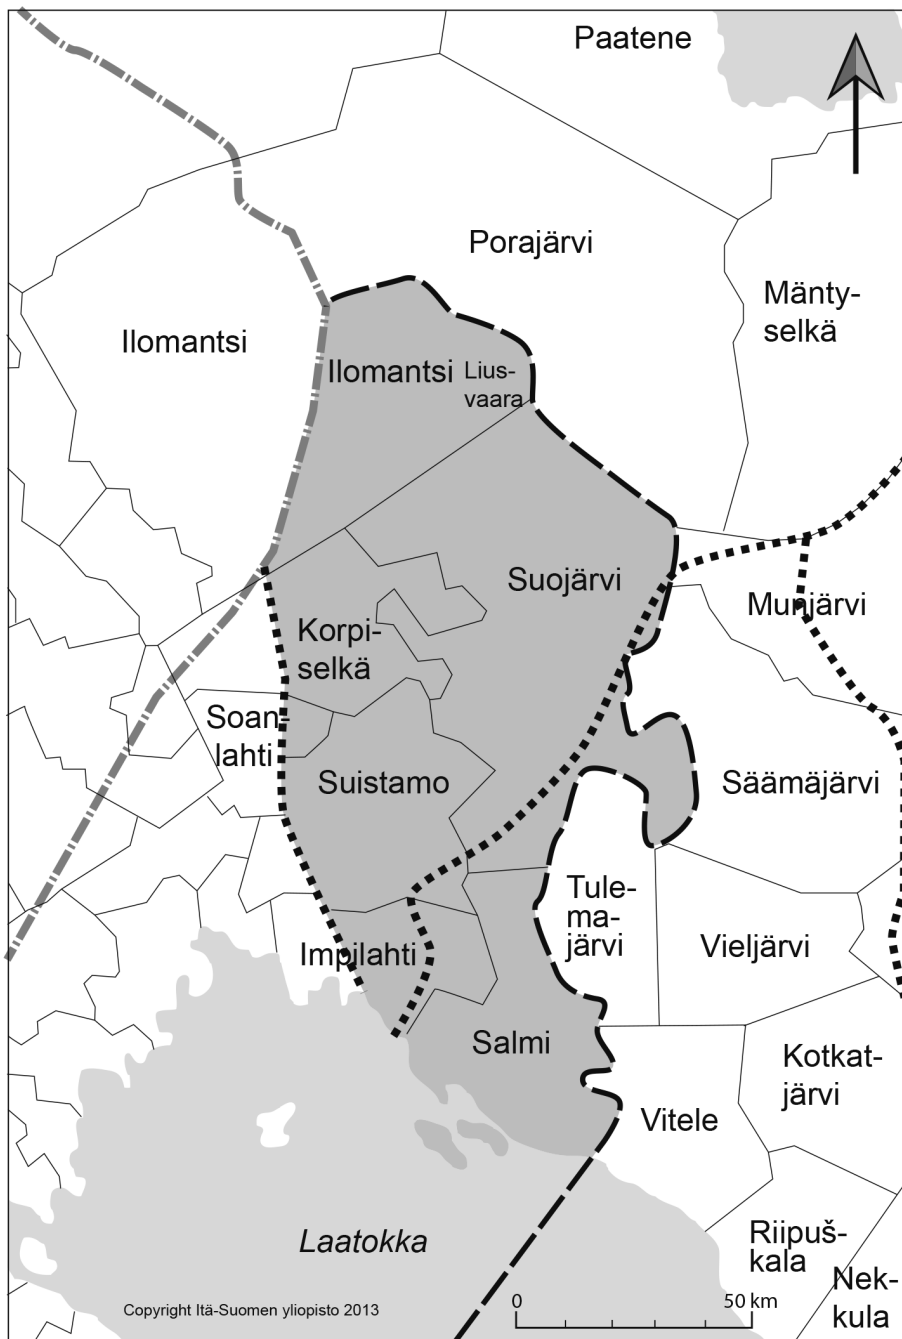 Paatene
Porajärvi
Mänty-
selkä
Ilomantsi
Ilomantsi
Lius-
vaara
Suojärvi
Munjärvi
Korpi-
selkä
Soan-
lahti
Suistamo
Säämäjärvi
Tule-
ma-
järvi
Impilahti
Vieljärvi
Salmi
Kotkat-
järvi
Vitele
Laatokka
Riipuš-
kala
Nek-
kula
Copyright Itä-Suomen yliopisto 2013
0 50 km